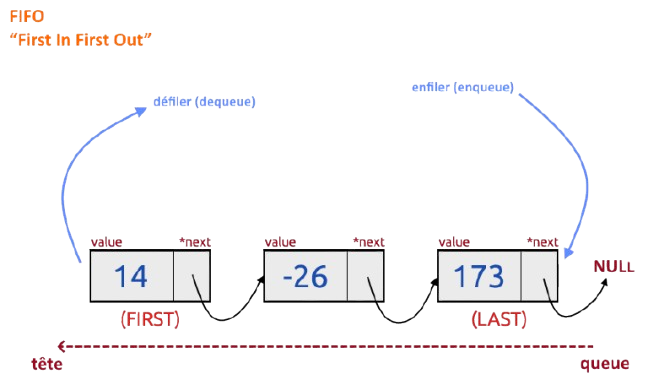 FIFO
“First In First Out”
défiler (dequeue)
enfiler (enqueue)
value *next value *next value *next
14 -26 173 NULL
(FIRST) (LAST)
tête queue